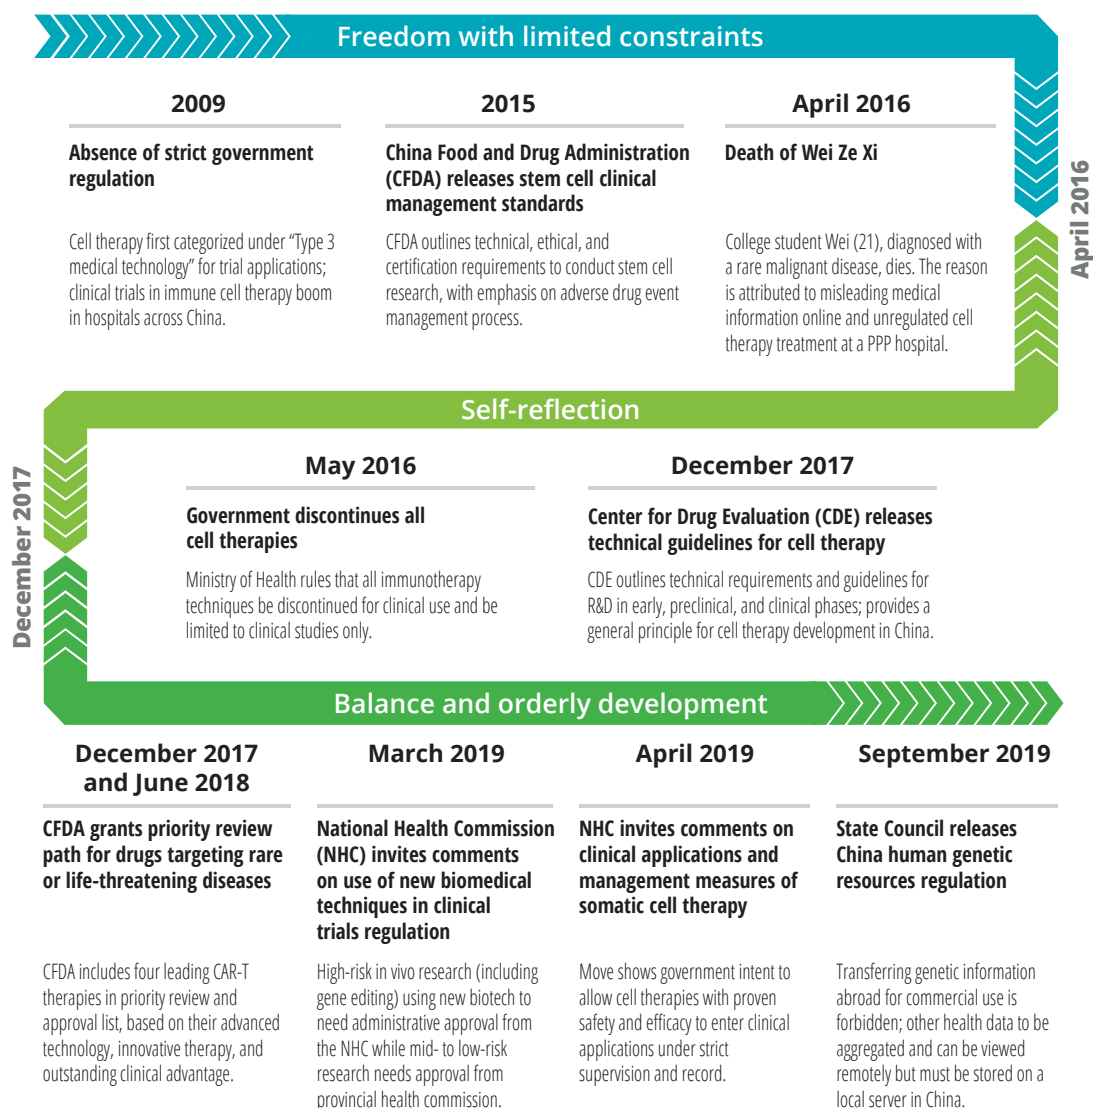 Freedom with limited constraints
2009
Absence of strict government
regulation
Cell therapy first categorized under “Type 3
medical technology” for trial applications;
clinical trials in immune cell therapy boom
in hospitals across China.
2015
China Food and Drug Administration
(CFDA) releases stem cell clinical
management standards
CFDA outlines technical, ethical, and
certification requirements to conduct stem cell
research, with emphasis on adverse drug event
management process.
April 2016
Death of Wei Ze Xi
College student Wei (21), diagnosed with
a rare malignant disease, dies. The reason
is attributed to misleading medical
information online and unregulated cell
therapy treatment at a PPP hospital.
April 2016
Self-reflection
May 2016
Government discontinues all
cell therapies
Ministry of Health rules that all immunotherapy
techniques be discontinued for clinical use and be
limited to clinical studies only.
December 2017
Center for Drug Evaluation (CDE) releases
technical guidelines for cell therapy
CDE outlines technical requirements and guidelines for
R&D in early, preclinical, and clinical phases; provides a
general principle for cell therapy development in China.
December 2017
Balance and orderly development
December 2017
and June 2018
CFDA grants priority review
path for drugs targeting rare
or life-threatening diseases
CFDA includes four leading CAR-T
therapies in priority review and
approval list, based on their advanced
technology, innovative therapy, and
outstanding clinical advantage.
March 2019
National Health Commission
(NHC) invites comments
on use of new biomedical
techniques in clinical
trials regulation
High-risk in vivo research (including
gene editing) using new biotech to
need administrative approval from
the NHC while mid- to low-risk
research needs approval from
provincial health commission.
April 2019
NHC invites comments on
clinical applications and
management measures of
somatic cell therapy
Move shows government intent to
allow cell therapies with proven
safety and efficacy to enter clinical
applications under strict
supervision and record.
September 2019
State Council releases
China human genetic
resources regulation
Transferring genetic information
abroad for commercial use is
forbidden; other health data to be
aggregated and can be viewed
remotely but must be stored on a
local server in China.